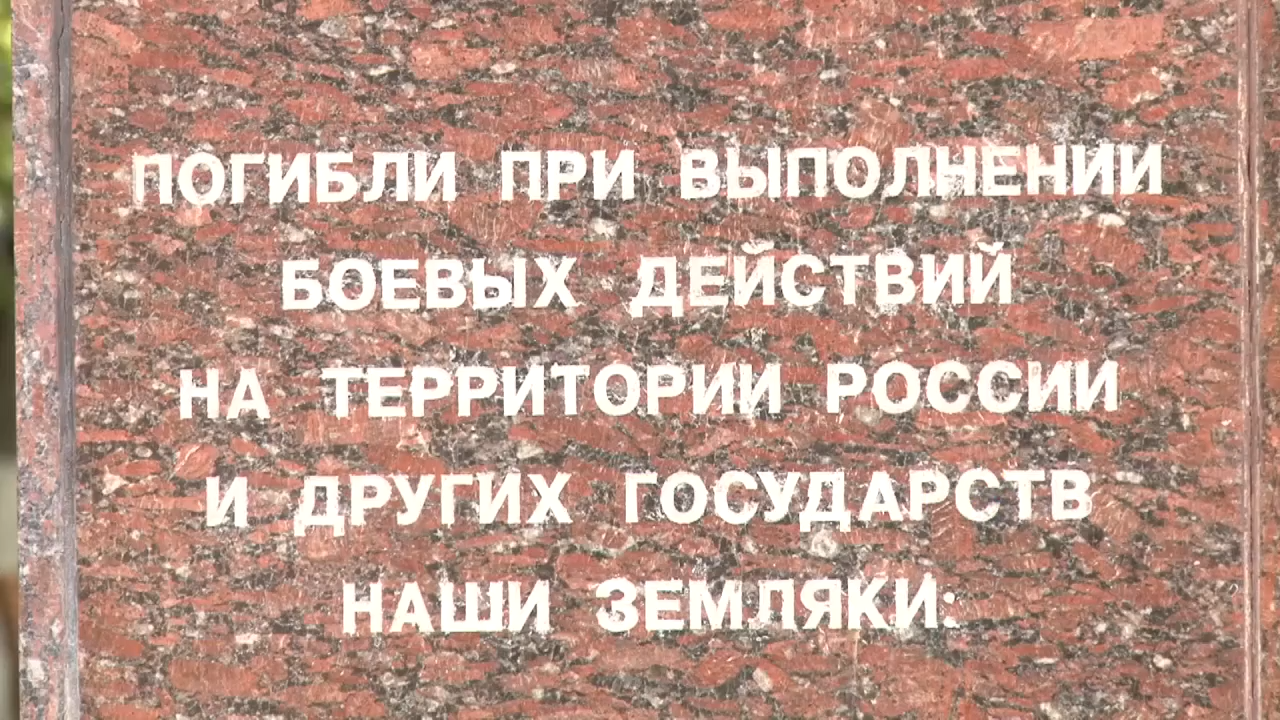 ПОГИБЛИ ПРИ ВЫПОЛНЕНИИ
БОЕВЫХ ДЕЙСТВИЙ
НА ТЕРРИТОРИИ РОССИИ
И ДРУГИХ ГОСУДАРСТВ
НАШИ ЗЕМЛЯКИ: